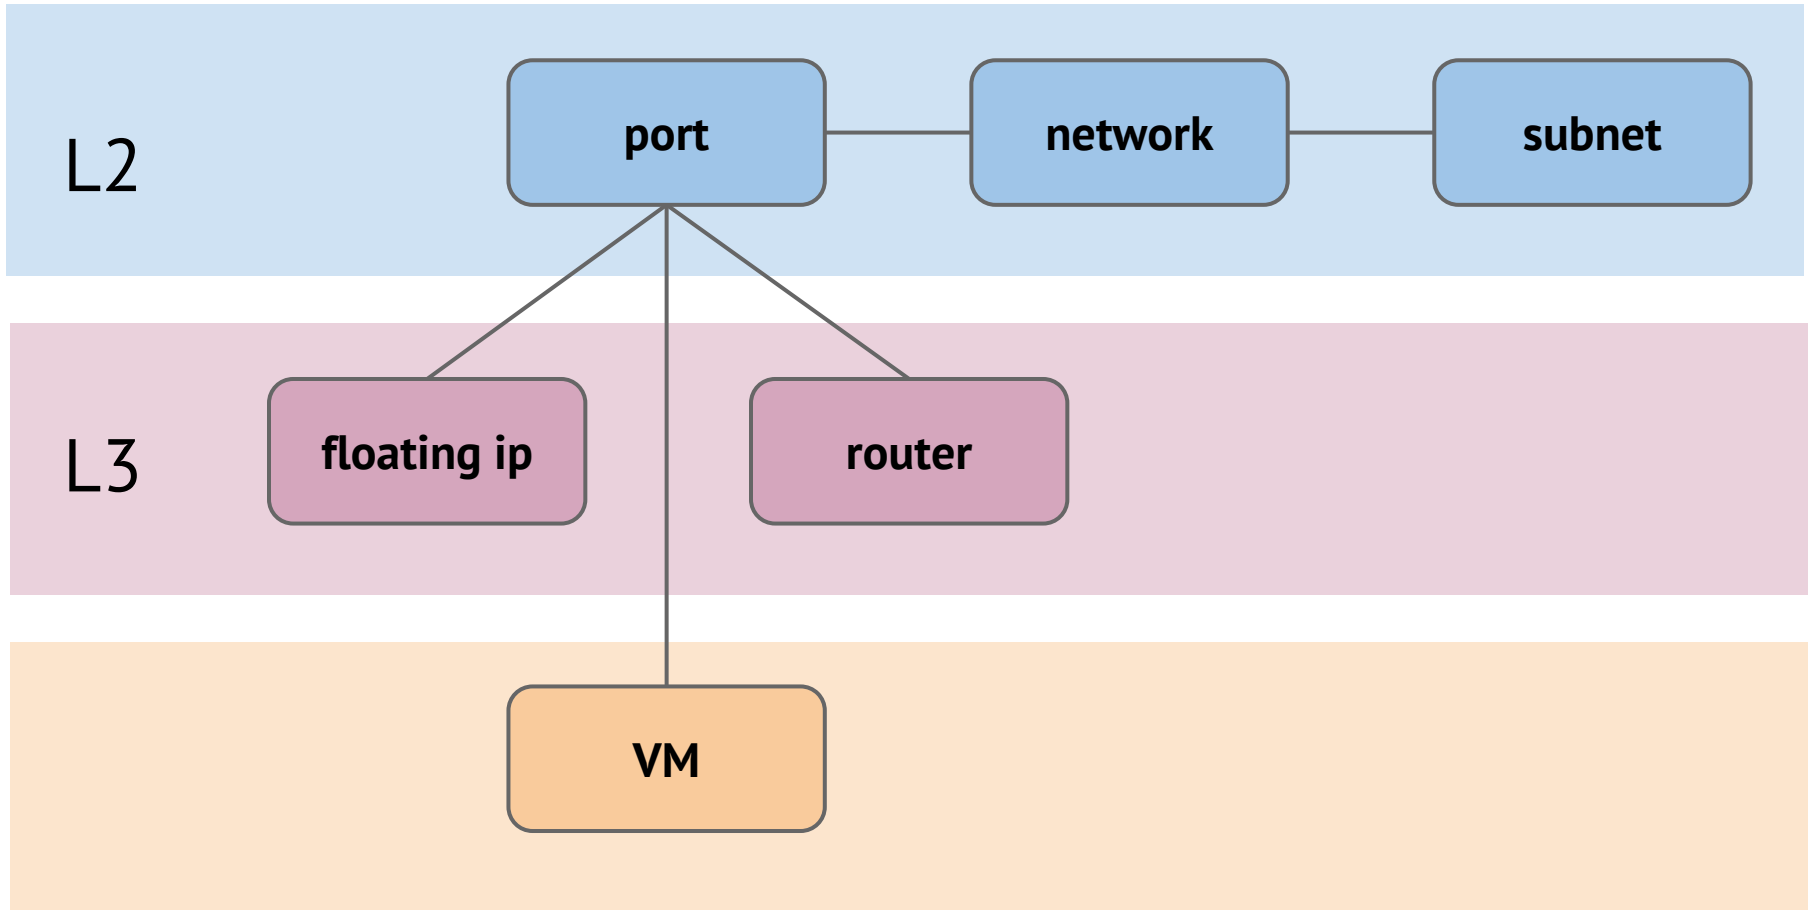 L2
port
network
subnet
L3
floating ip
router
VM